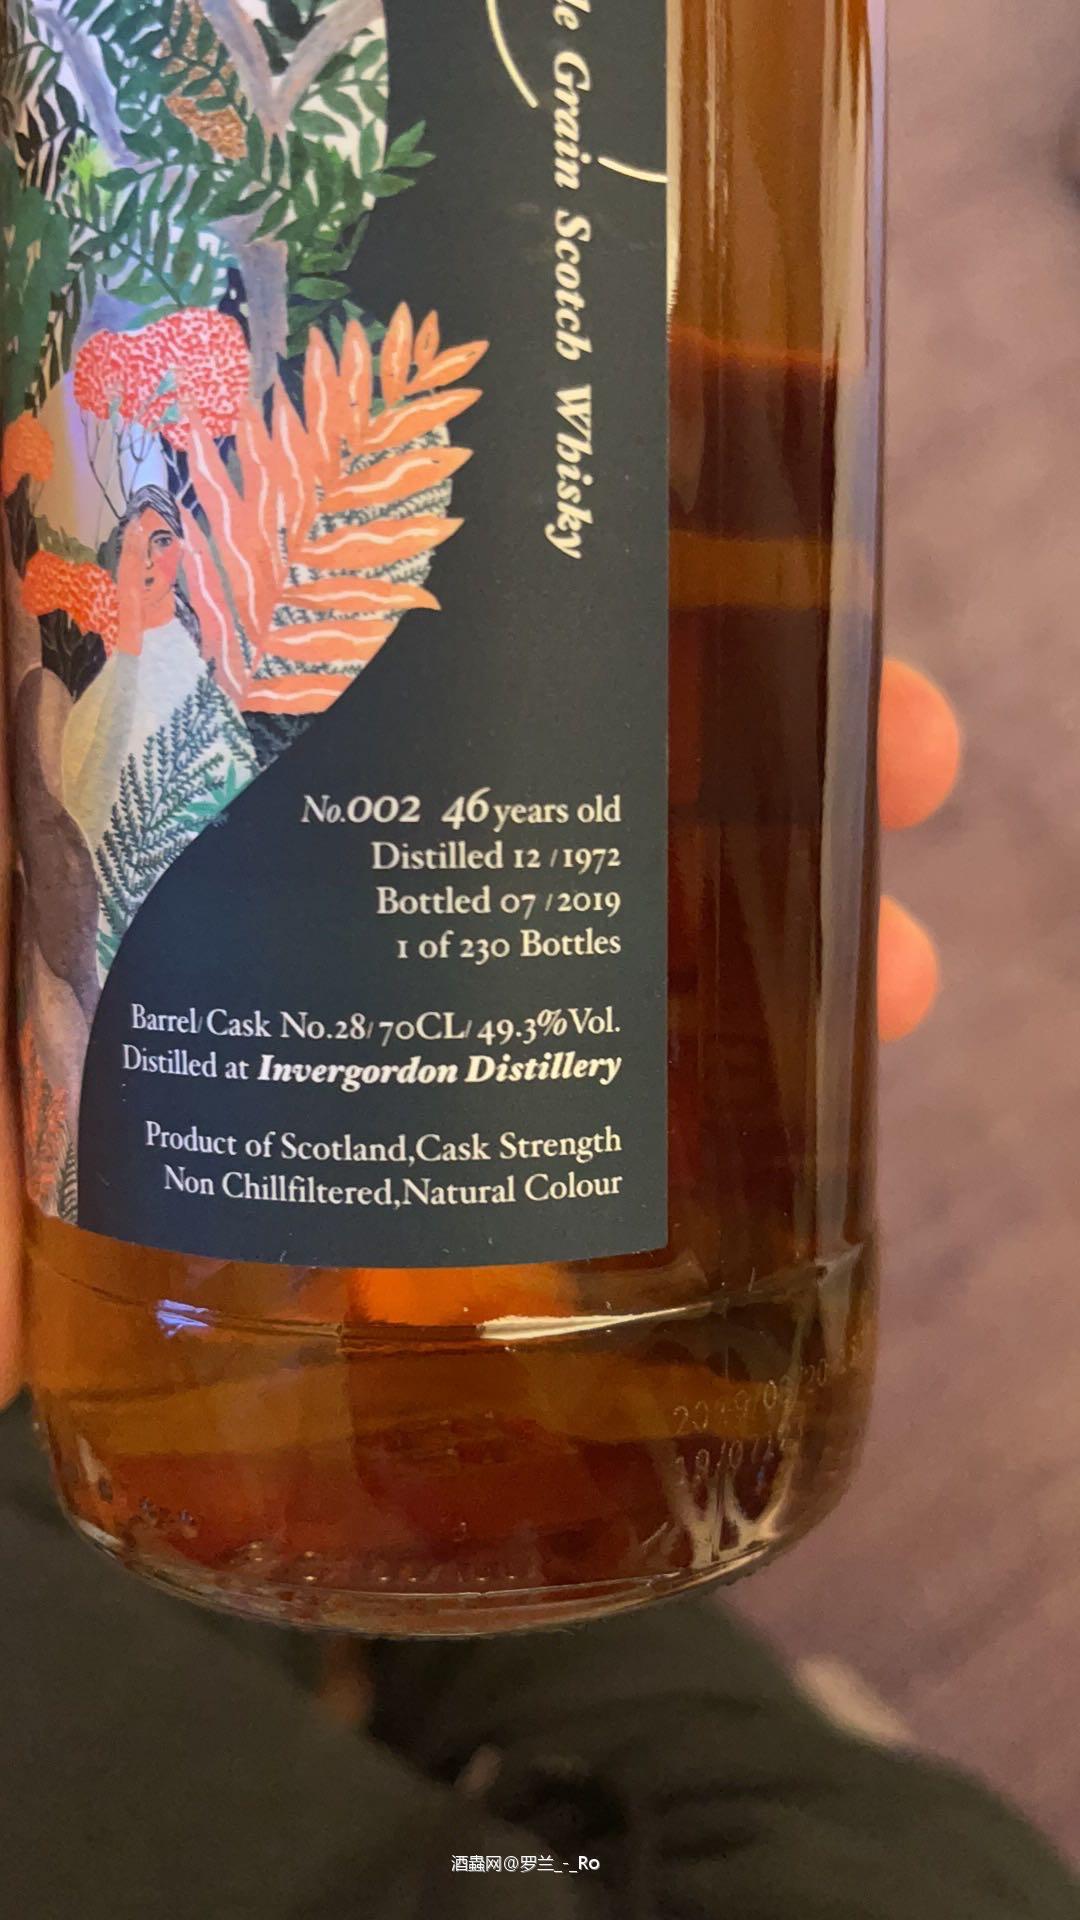 Grain Scotch Whisky
No.002 46 years old
Distilled 12 / 1972
Bottled 07 / 2019
1 of 230 Bottles
Barrel/ Cask No.28/ 70CL/ 49.3%Vol.
Distilled at Invergordon Distillery
Product of Scotland,Cask Strength
Non Chillfiltered,Natural Colour
酒蟲网@罗兰_-_Ro